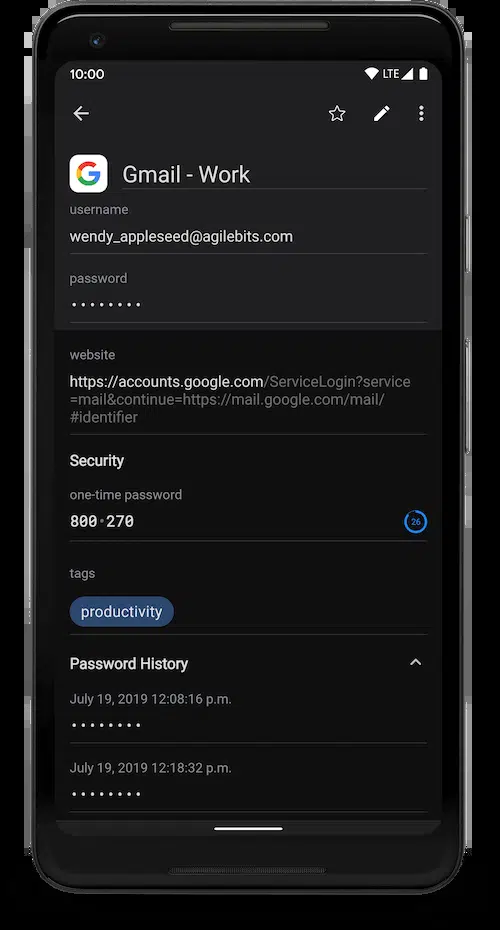 10:00 LTE
Gmail - Work
username
wendy_appleseed@agilebits.com
password
••••••••
website
https://accounts.google.com/ServiceLogin?service
=mail&continue=https://mail.google.com/mail/
#identifier
Security
one-time password
800•270 26
tags
productivity
Password History
July 19, 2019 12:08:16 p.m.
••••••••
July 19, 2019 12:18:32 p.m.
••••••••